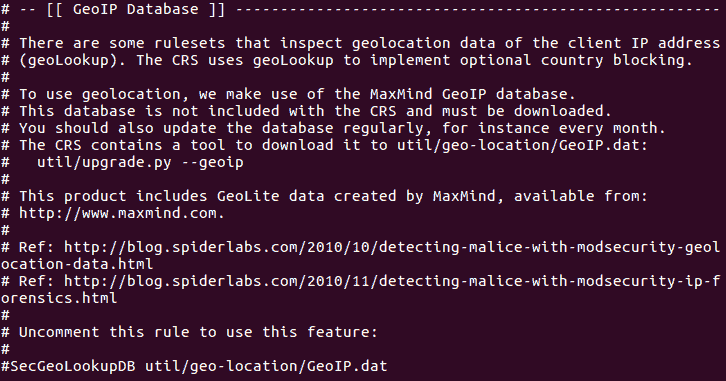 # -- [[ GeoIP Database ]] -----------------------------------------------------
#
# There are some rulesets that inspect geolocation data of the client IP address
# (geoLookup). The CRS uses geoLookup to implement optional country blocking.
#
# To use geolocation, we make use of the MaxMind GeoIP database.
# This database is not included with the CRS and must be downloaded.
# You should also update the database regularly, for instance every month.
# The CRS contains a tool to download it to util/geo-location/GeoIP.dat:
#   util/upgrade.py --geoip
#
# This product includes GeoLite data created by MaxMind, available from:
# http://www.maxmind.com.
#
# Ref: http://blog.spiderlabs.com/2010/10/detecting-malice-with-modsecurity-geol
ocation-data.html
# Ref: http://blog.spiderlabs.com/2010/11/detecting-malice-with-modsecurity-ip-f
orensics.html
#
# Uncomment this rule to use this feature:
#
#SecGeoLookupDB util/geo-location/GeoIP.dat